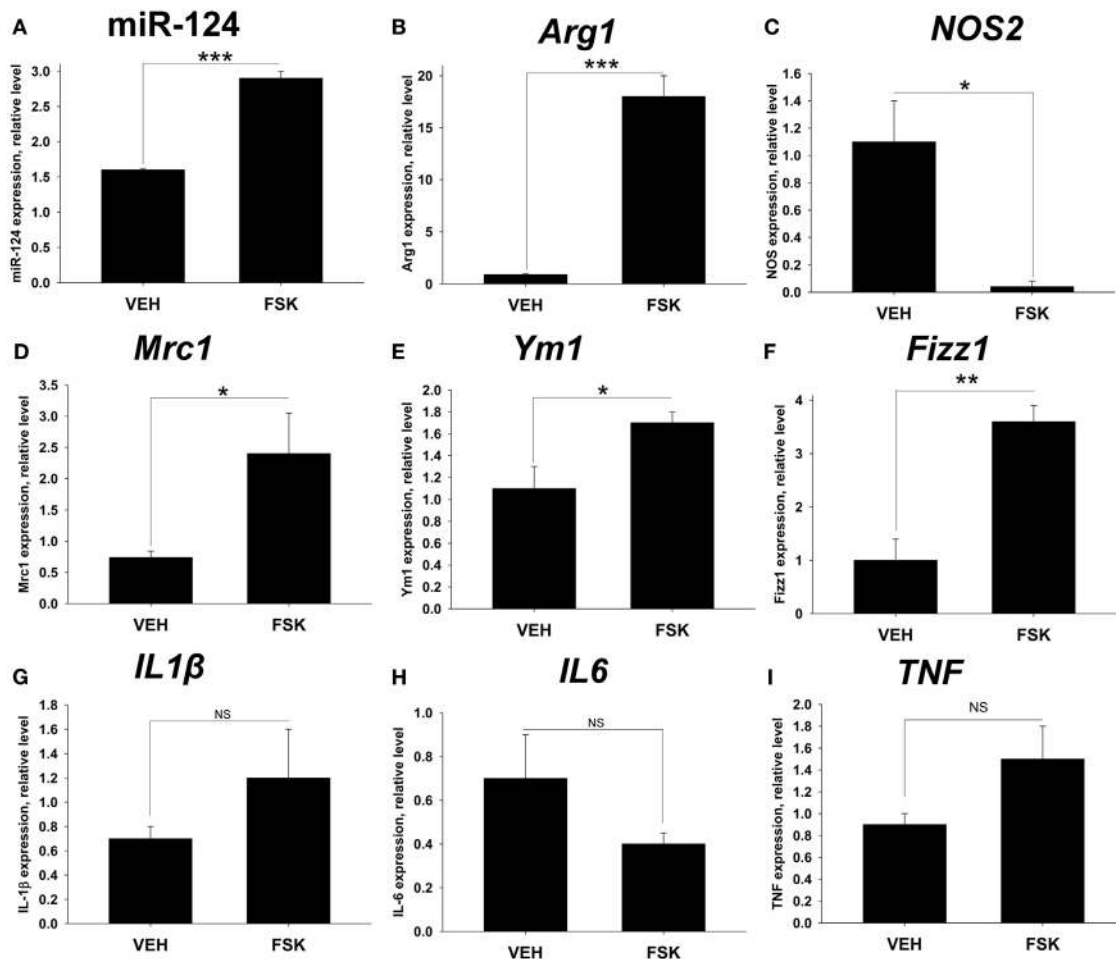 A
miR-124
miR-124 expression, relative level
3.0
2.5
2.0
1.5
1.0
0.5
0.0
***
VEH
FSK
B
Arg1
Arg1 expression, relative level
20
15
10
5
0
***
VEH
FSK
C
NOS2
NOS expression, relative level
1.6
1.4
1.2
1.0
0.8
0.6
0.4
0.2
0.0
*
VEH
FSK
D
Mrc1
Mrc1 expression, relative level
3.5
3.0
2.5
2.0
1.5
1.0
0.5
0.0
*
VEH
FSK
E
Ym1
Ym1 expression, relative level
2.0
1.8
1.6
1.4
1.2
1.0
0.8
0.6
0.4
0.2
0.0
*
VEH
FSK
F
Fizz1
Fizz1 expression, relative level
4
3
2
1
0
**
VEH
FSK
G
IL1β
IL-1β expression, relative level
1.8
1.6
1.4
1.2
1.0
0.8
0.6
0.4
0.2
0.0
NS
VEH
FSK
H
IL6
IL-6 expression, relative level
1.0
0.8
0.6
0.4
0.2
0.0
NS
VEH
FSK
I
TNF
TNF expression, relative level
2.0
1.8
1.6
1.4
1.2
1.0
0.8
0.6
0.4
0.2
0.0
NS
VEH
FSK